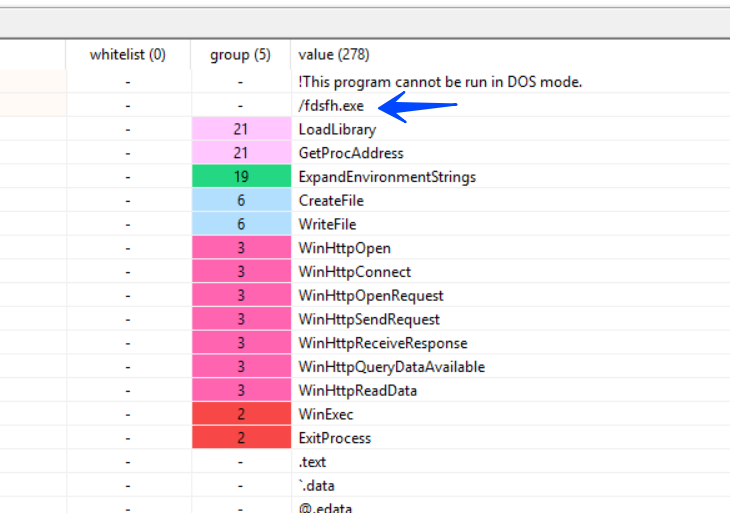 whitelist (0) group (5) value (278)
- - !This program cannot be run in DOS mode.
- - /fdsfh.exe
- 21 LoadLibrary
- 21 GetProcAddress
- 19 ExpandEnvironmentStrings
- 6 CreateFile
- 6 WriteFile
- 3 WinHttpOpen
- 3 WinHttpConnect
- 3 WinHttpOpenRequest
- 3 WinHttpSendRequest
- 3 WinHttpReceiveResponse
- 3 WinHttpQueryDataAvailable
- 3 WinHttpReadData
- 2 WinExec
- 2 ExitProcess
- - .text
- - `.data
- - @.edata